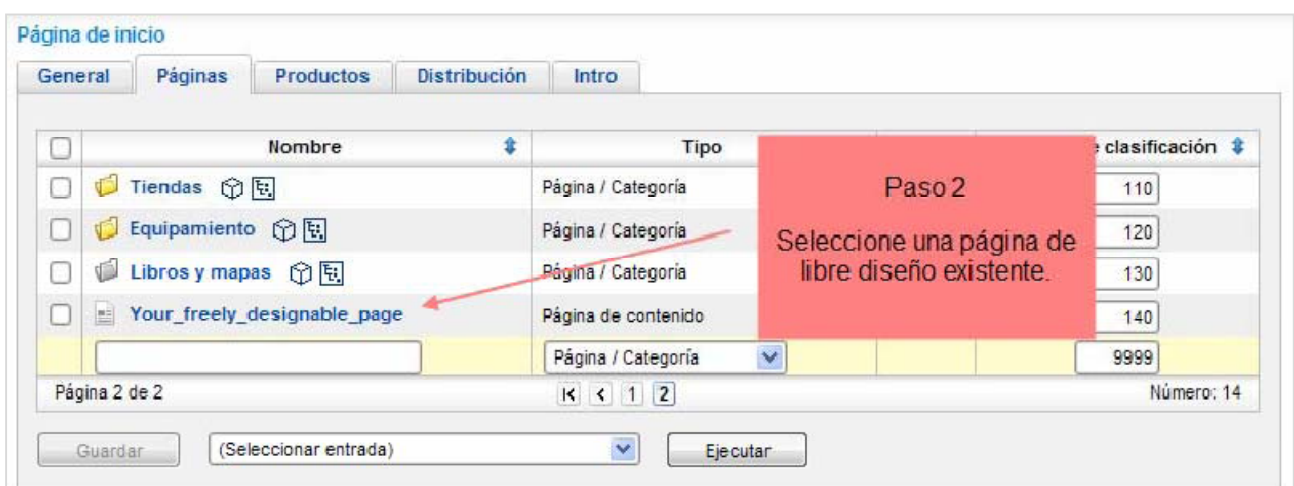 Página de inicio
General Páginas Productos Distribución Intro
Nombre Tipo clasificación
Tiendas Página / Categoría 110
Equipamiento Página / Categoría 120
Libros y mapas Página / Categoría 130
Your_freely_designable_page Página de contenido 140
Página / Categoría 9999
Paso 2
Seleccione una página de
libre diseño existente.
Página 2 de 2 1 2 Número: 14
Guardar (Seleccionar entrada) Ejecutar